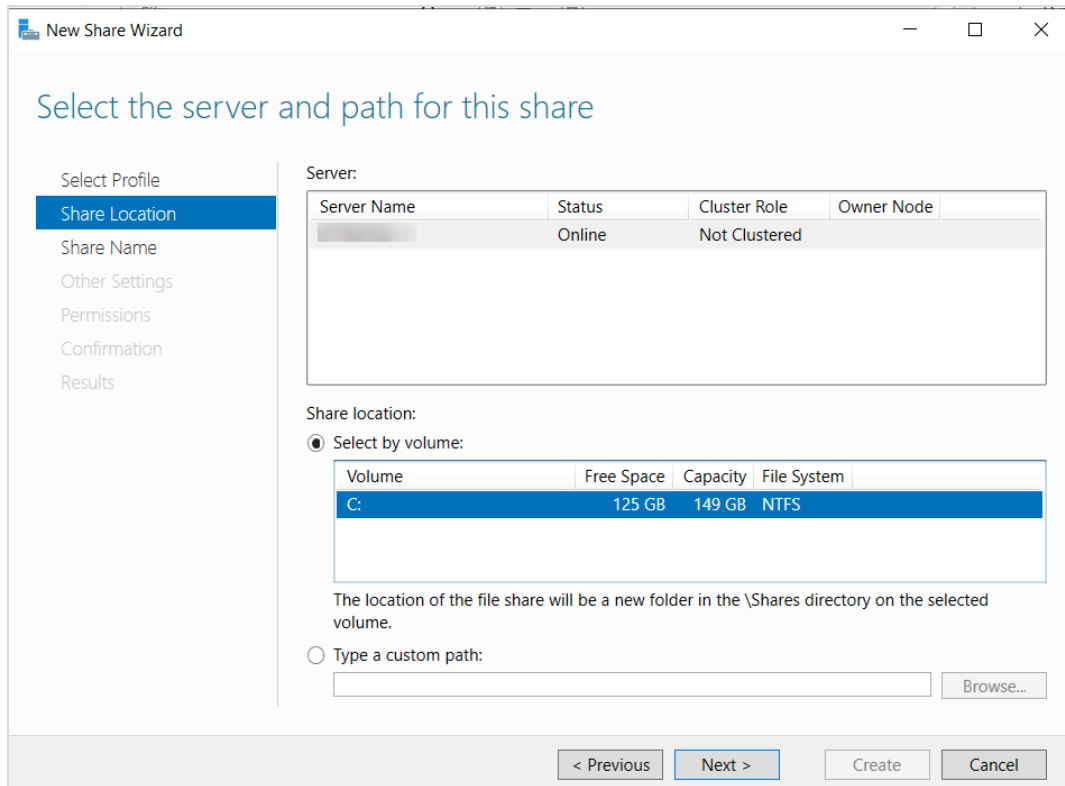 New Share Wizard
Select the server and path for this share
Select Profile
Share Location
Share Name
Other Settings
Permissions
Confirmation
Results
Server:
Server Name Status Cluster Role Owner Node
Online Not Clustered
Share location:
Select by volume:
Volume Free Space Capacity File System
C: 125 GB 149 GB NTFS
The location of the file share will be a new folder in the \Shares directory on the selected
volume.
Type a custom path:
Browse...
< Previous Next > Create Cancel